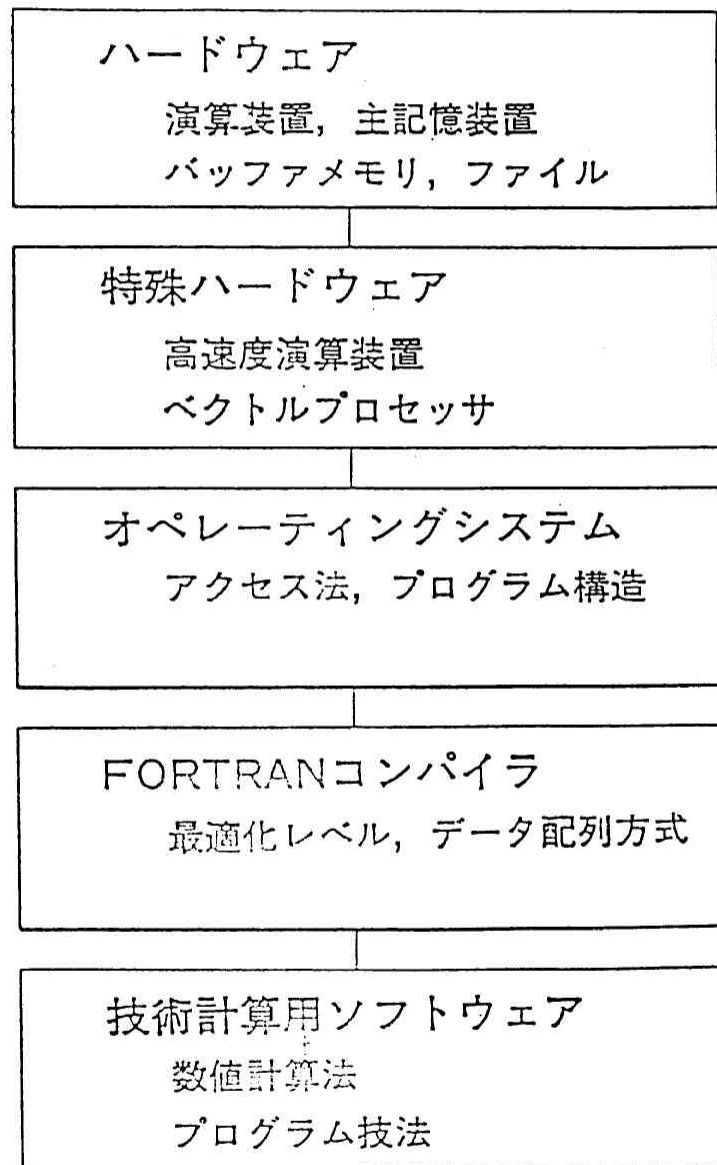 ハードウェア
演算装置，主記憶装置
バッファメモリ，ファイル
特殊ハードウェア
高速度演算装置
ベクトルプロセッサ
オペレーティングシステム
アクセス法，プログラム構造
FORTRANコンパイラ
最適化レベル，データ配列方式
技術計算用ソフトウェア
数値計算法
プログラム技法